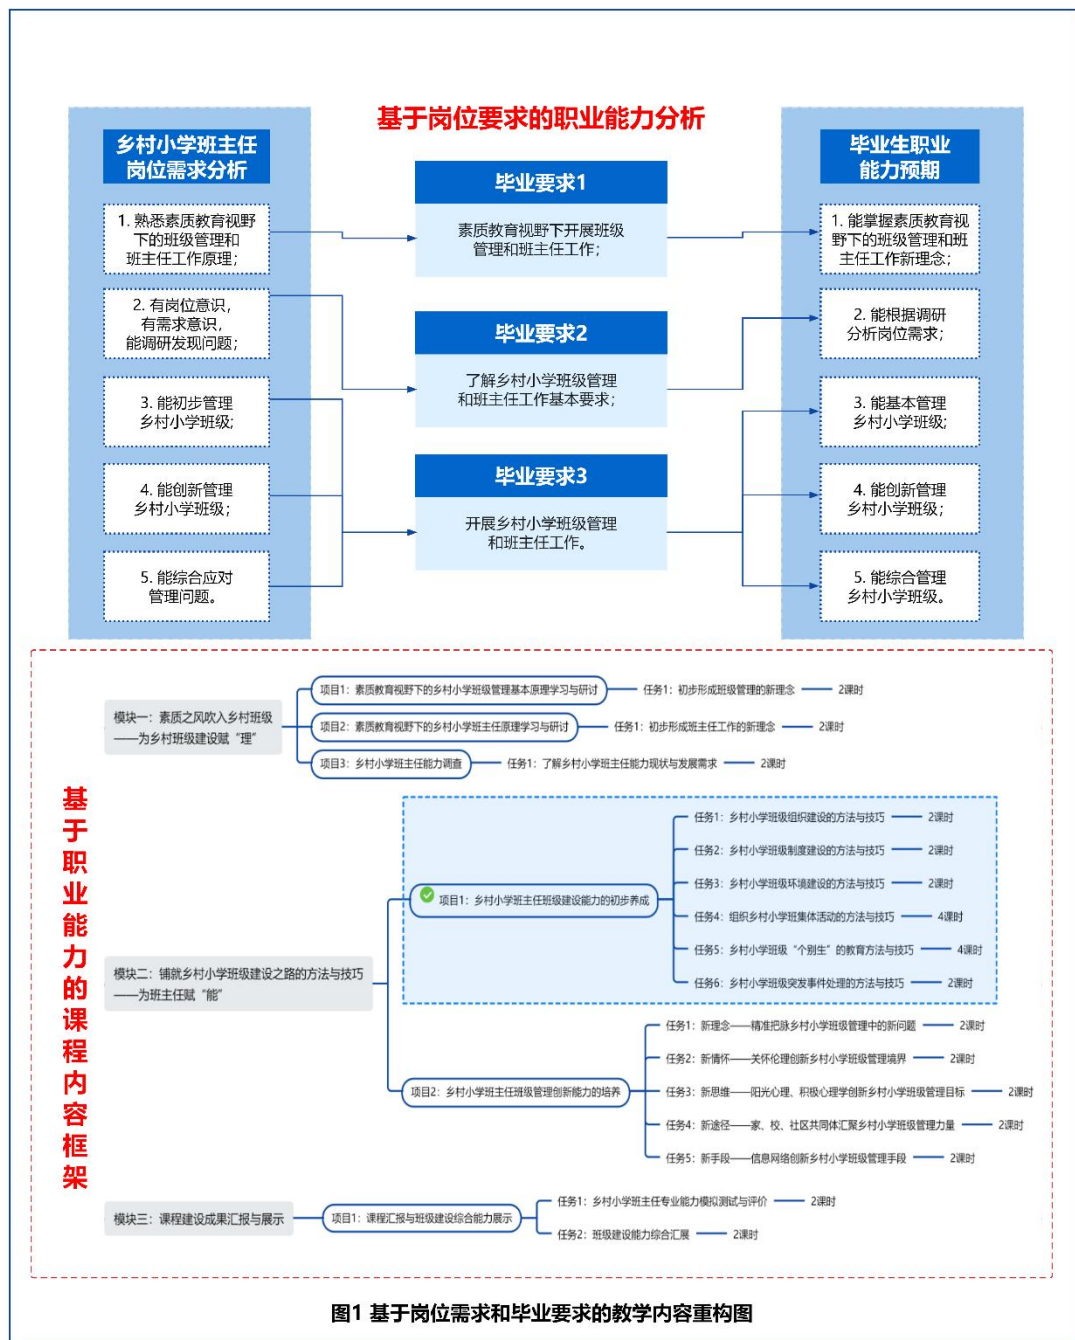 基于岗位要求的职业能力分析
乡村小学班主任
岗位需求分析
1. 熟悉素质教育视野
下的班级管理和
班主任工作原理；
2. 有岗位意识，
有需求意识，
能调研发现问题；
3. 能初步管理
乡村小学班级；
4. 能创新管理
乡村小学班级；
5. 能综合应对
管理问题。
毕业要求1
素质教育视野下开展班级
管理和班主任工作；
毕业要求2
了解乡村小学班级管理
和班主任工作基本要求；
毕业要求3
开展乡村小学班级管理
和班主任工作。
毕业生职业
能力预期
1. 能掌握素质教育视
野下的班级管理和班
主任工作新理念；
2. 能根据调研
分析岗位需求；
3. 能基本管理
乡村小学班级；
4. 能创新管理
乡村小学班级；
5. 能综合管理
乡村小学班级。
基于职业能力的课程内容框架
模块一：素质之风吹入乡村班级
——为乡村班级建设赋“理”
项目1：素质教育视野下的乡村小学班级管理基本原理学习与研讨
任务1：初步形成班级管理的新理念
2课时
项目2：素质教育视野下的乡村小学班主任原理学习与研讨
任务1：初步形成班主任工作的新理念
2课时
项目3：乡村小学班主任能力调查
任务1：了解乡村小学班主任能力现状与发展需求
2课时
模块二：铺就乡村小学班级建设之路的方法与技巧
——为班主任赋“能”
项目1：乡村小学班主任班级建设能力的初步养成
任务1：乡村小学班级组织建设的方法与技巧
2课时
任务2：乡村小学班级制度建设的方法与技巧
2课时
任务3：乡村小学班级环境建设的方法与技巧
2课时
任务4：组织乡村小学班集体活动的方法与技巧
4课时
任务5：乡村小学班级“个别生”的教育方法与技巧
4课时
任务6：乡村小学班级突发事件处理的方法与技巧
2课时
项目2：乡村小学班主任班级管理创新能力的培养
任务1：新理念——精准把脉乡村小学班级管理中的新问题
2课时
任务2：新情怀——关怀伦理创新乡村小学班级管理境界
2课时
任务3：新思维——阳光心理、积极心理学创新乡村小学班级管理目标
2课时
任务4：新途径——家、校、社区共同体汇聚乡村小学班级管理力量
2课时
任务5：新手段——信息网络创新乡村小学班级管理手段
2课时
模块三：课程建设成果汇报与展示
项目1：课程汇报与班级建设综合能力展示
任务1：乡村小学班主任专业能力模拟测试与评价
2课时
任务2：班级建设能力综合汇展
2课时
图1 基于岗位需求和毕业要求的教学内容重构图